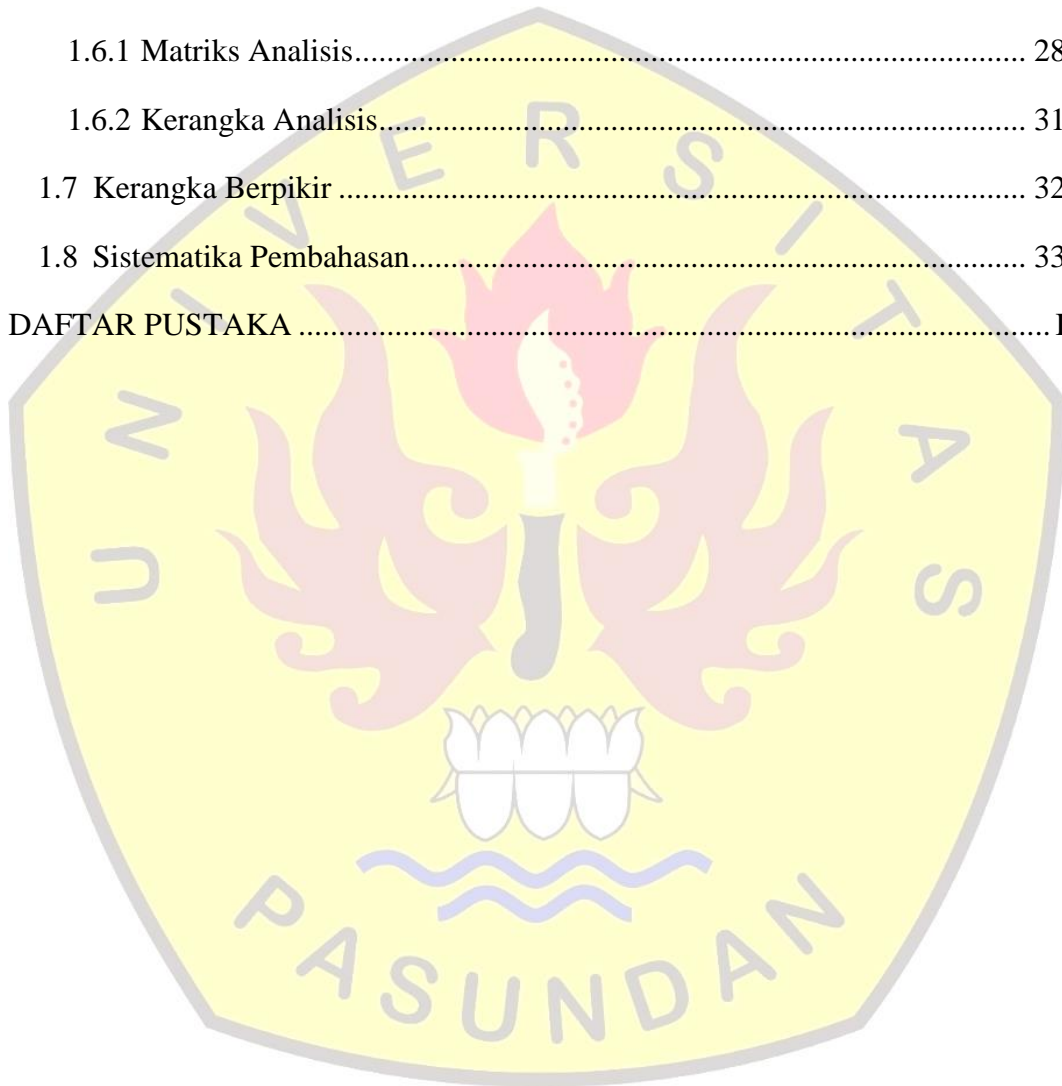 1.6.1 Matriks Analisis................................................................................ 28
1.6.2 Kerangka Analisis............................................................................. 31
1.7 Kerangka Berpikir ................................................................................. 32
1.8 Sistematika Pembahasan........................................................................ 33
DAFTAR PUSTAKA ........................................................................................ I
UNIVERSITAS
PASUNDAN